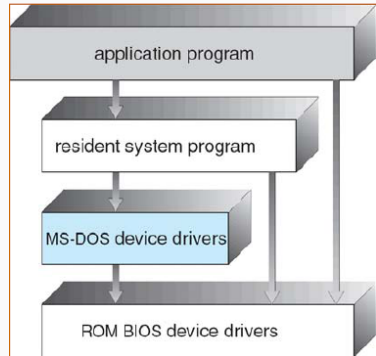 application program
resident system program
MS-DOS device drivers
ROM BIOS device drivers